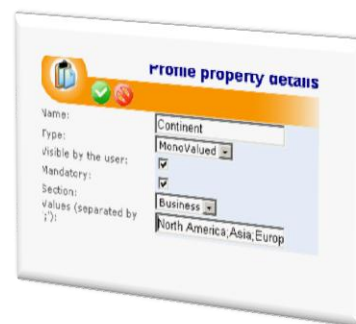 Profile property details
Name:
Continent
Type:
MonoValued
Visible by the user:
Mandatory:
Section:
Business
Values (separated by ';'):
North America;Asia;Europ